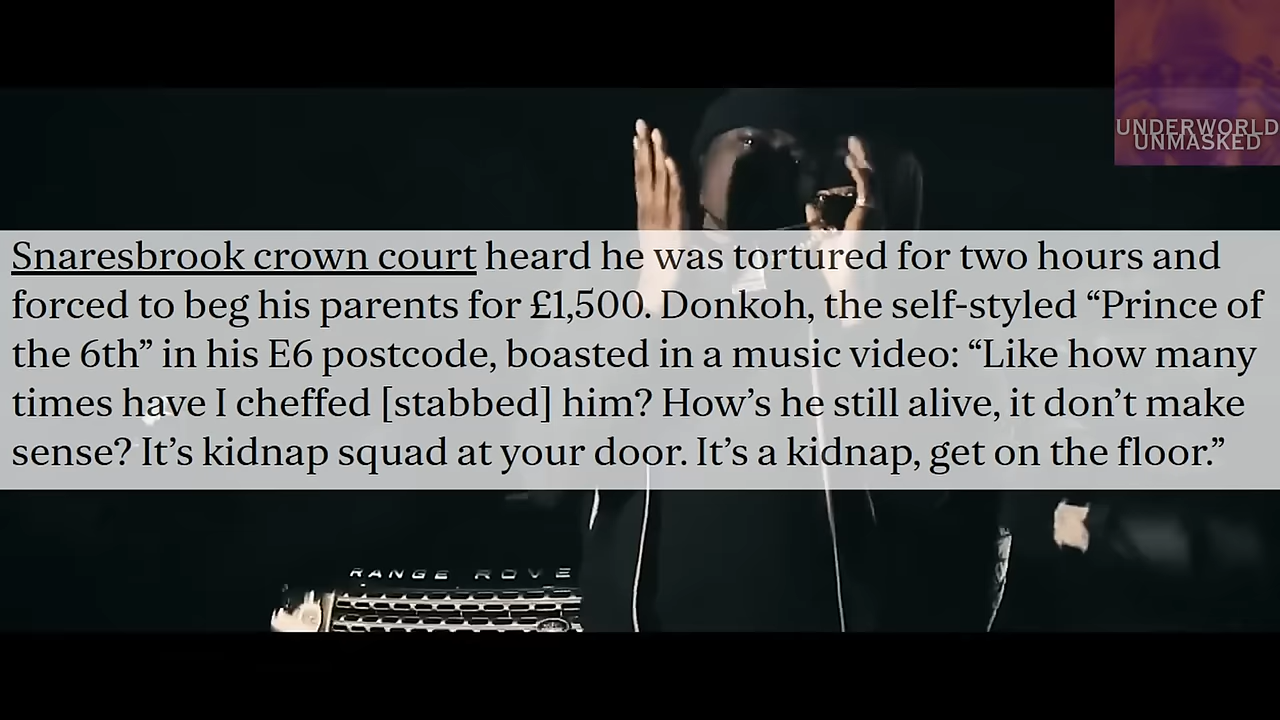 UNDERWORLD
UNMASKED
Snaresbrook crown court heard he was tortured for two hours and
forced to beg his parents for £1,500. Donkoh, the self-styled “Prince of
the 6th” in his E6 postcode, boasted in a music video: “Like how many
times have I cheffed [stabbed] him? How’s he still alive, it don’t make
sense? It’s kidnap squad at your door. It’s a kidnap, get on the floor.”
RANGE ROVE